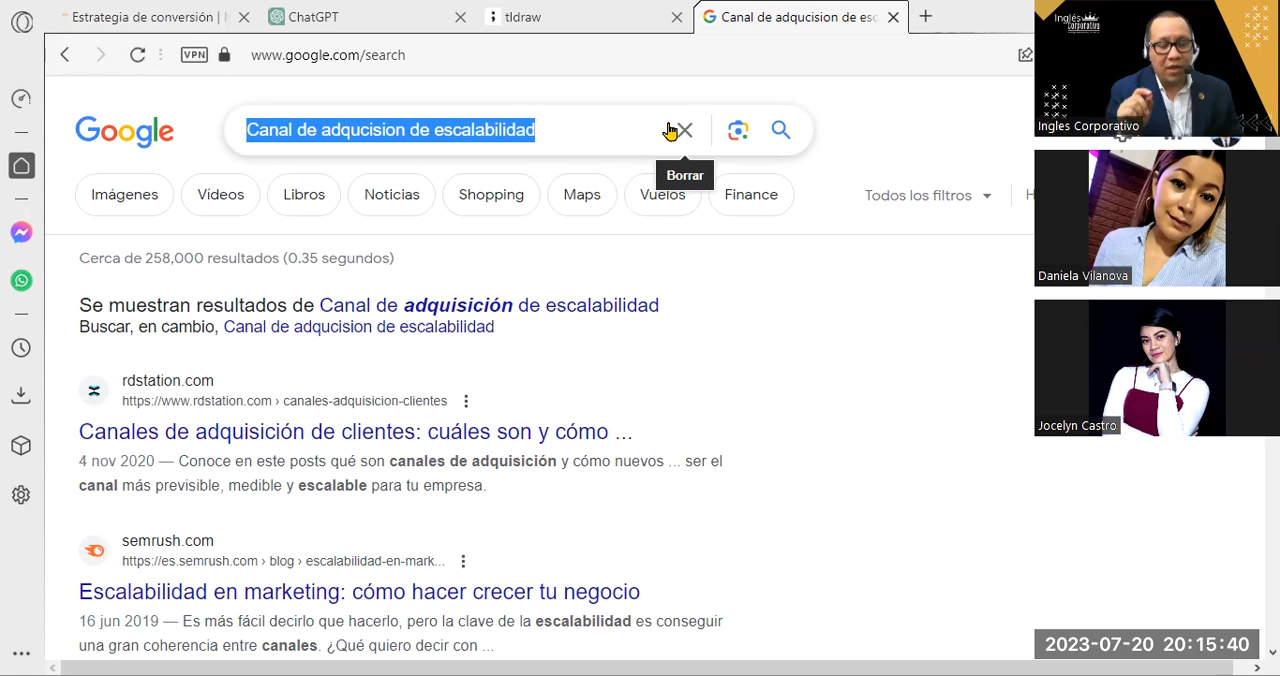 Estrategia de conversión |
ChatGPT
tldraw
Canal de adqucision de esc
VPN
www.google.com/search
Google
Canal de adqucision de escalabilidad
Borrar
Imágenes
Vídeos
Libros
Noticias
Shopping
Maps
Vuelos
Finance
Todos los filtros
H
Cerca de 258,000 resultados (0.35 segundos)
Se muestran resultados de Canal de adquisición de escalabilidad
Buscar, en cambio, Canal de adqucision de escalabilidad
rdstation.com
https://www.rdstation.com › canales-adquisicion-clientes
Canales de adquisición de clientes: cuáles son y cómo ...
4 nov 2020 — Conoce en este posts qué son canales de adquisición y cómo nuevos ... ser el
canal más previsible, medible y escalable para tu empresa.
semrush.com
https://es.semrush.com › blog › escalabilidad-en-mark...
Escalabilidad en marketing: cómo hacer crecer tu negocio
16 jun 2019 — Es más fácil decirlo que hacerlo, pero la clave de la escalabilidad es conseguir
una gran coherencia entre canales. ¿Qué quiero decir con ...
Inglés
Corporativo
Ingles Corporativo
Daniela Vilanova
Jocelyn Castro
2023-07-20 20:15:40